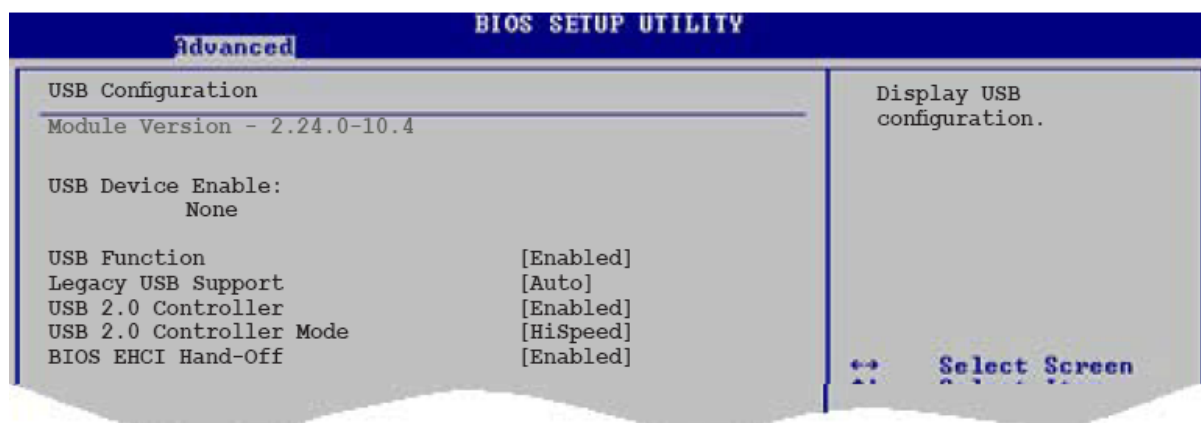 BIOS SETUP UTILITY
Advanced
USB Configuration
Module Version - 2.24.0-10.4
USB Device Enable:
None
USB Function [Enabled]
Legacy USB Support [Auto]
USB 2.0 Controller [Enabled]
USB 2.0 Controller Mode [HiSpeed]
BIOS EHCI Hand-Off [Enabled]
Display USB
configuration.
↔ Select Screen